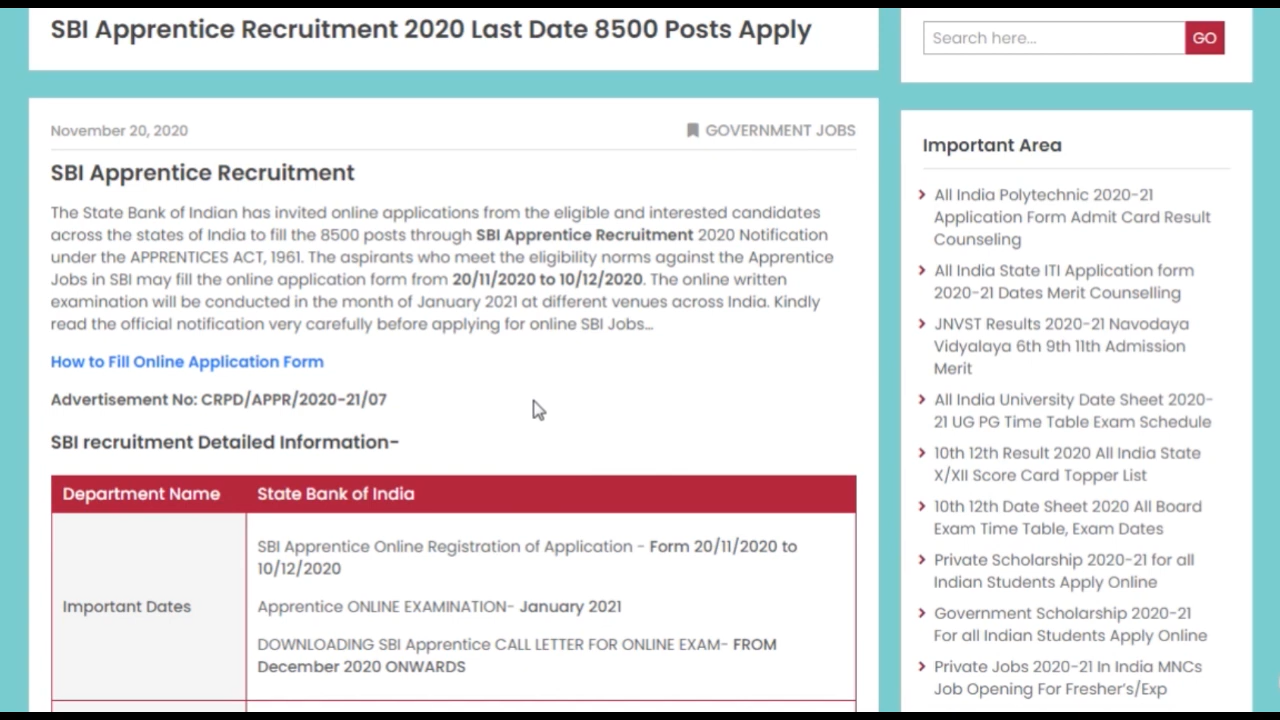 SBI Apprentice Recruitment 2020 Last Date 8500 Posts Apply
November 20, 2020
GOVERNMENT JOBS
SBI Apprentice Recruitment
The State Bank of Indian has invited online applications from the eligible and interested candidates
across the states of India to fill the 8500 posts through SBI Apprentice Recruitment 2020 Notification
under the APPRENTICES ACT, 1961. The aspirants who meet the eligibility norms against the Apprentice
Jobs in SBI may fill the online application form from 20/11/2020 to 10/12/2020. The online written
examination will be conducted in the month of January 2021 at different venues across India. Kindly
read the official notification very carefully before applying for online SBI Jobs...
How to Fill Online Application Form
Advertisement No: CRPD/APPR/2020-21/07
SBI recruitment Detailed Information-
Department Name
State Bank of India
Important Dates
SBI Apprentice Online Registration of Application - Form 20/11/2020 to
10/12/2020
Apprentice ONLINE EXAMINATION- January 2021
DOWNLOADING SBI Apprentice CALL LETTER FOR ONLINE EXAM- FROM
December 2020 ONWARDS
Search here...
GO
Important Area
All India Polytechnic 2020-21
Application Form Admit Card Result
Counseling
All India State ITI Application form
2020-21 Dates Merit Counselling
JNVST Results 2020-21 Navodaya
Vidyalaya 6th 9th 11th Admission
Merit
All India University Date Sheet 2020-
21 UG PG Time Table Exam Schedule
10th 12th Result 2020 All India State
X/XII Score Card Topper List
10th 12th Date Sheet 2020 All Board
Exam Time Table, Exam Dates
Private Scholarship 2020-21 for all
Indian Students Apply Online
Government Scholarship 2020-21
For all Indian Students Apply Online
Private Jobs 2020-21 In India MNCs
Job Opening For Fresher's/Exp